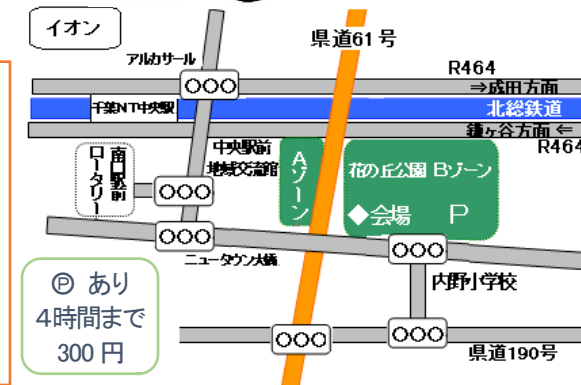 イオン
県道61号
アルカサール
R464
⇒成田方面
千葉NT中央駅
北総鉄道
鎌ヶ谷方面 ⇐
R464
南口駅前
ロータリー
中央駅前
地域交流館
Aゾーン
花の丘公園 Bゾーン
◆会場 P
ニュータウン大橋
内野小学校
Ⓟ あり
4時間まで
300 円
県道190号